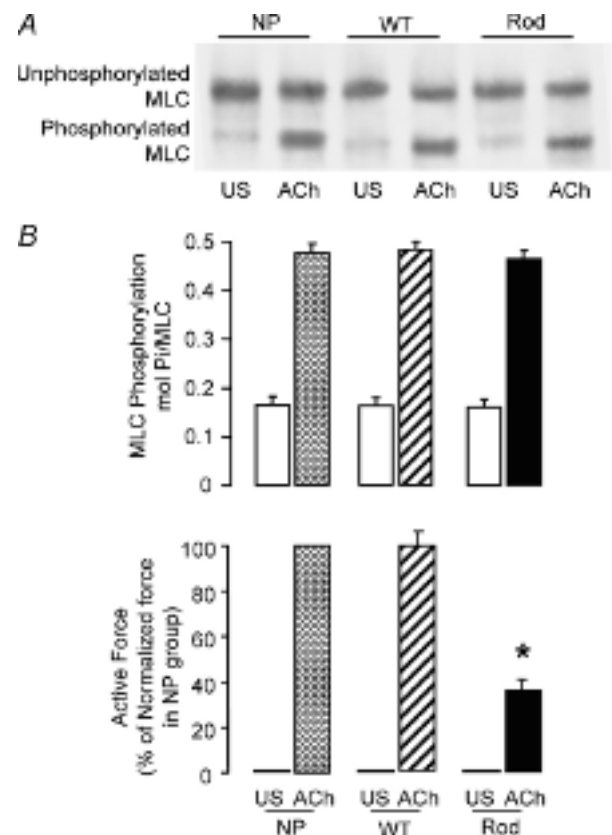 A
NP WT Rod
Unphosphorylated
MLC
Phosphorylated
MLC
US ACh US ACh US ACh
B
MLC Phosphorylation
mol Pi/MLC
0.5
0.4
0.3
0.2
0.1
0
Active Force
(% of Normalized force
in NP group)
100
80
60
40
20
0
*
US ACh US ACh US ACh
NP WT Rod